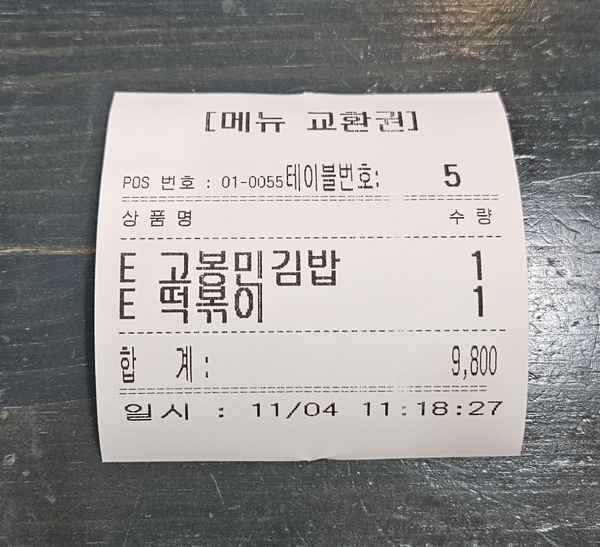 [메뉴 교환권]
POS 번호 : 01-0055테이블번호: 5
상품명 수량
E 고봉민김밥 1
E 떡볶이 1
합 계: 9,800
일시 : 11/04 11:18:27